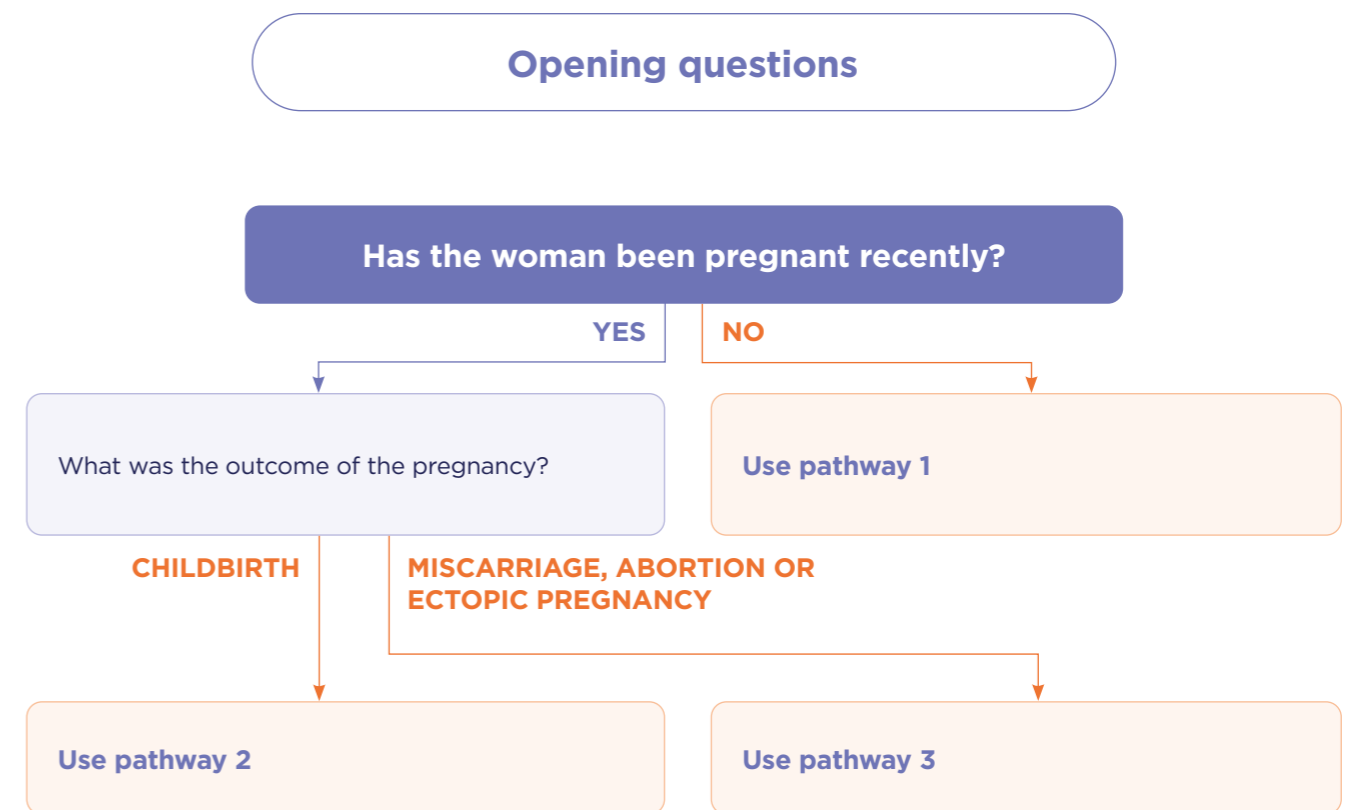 Opening questions
Has the woman been pregnant recently?
YES
NO
What was the outcome of the pregnancy?
Use pathway 1
CHILDBIRTH
MISCARRIAGE, ABORTION OR
ECTOPIC PREGNANCY
Use pathway 2
Use pathway 3